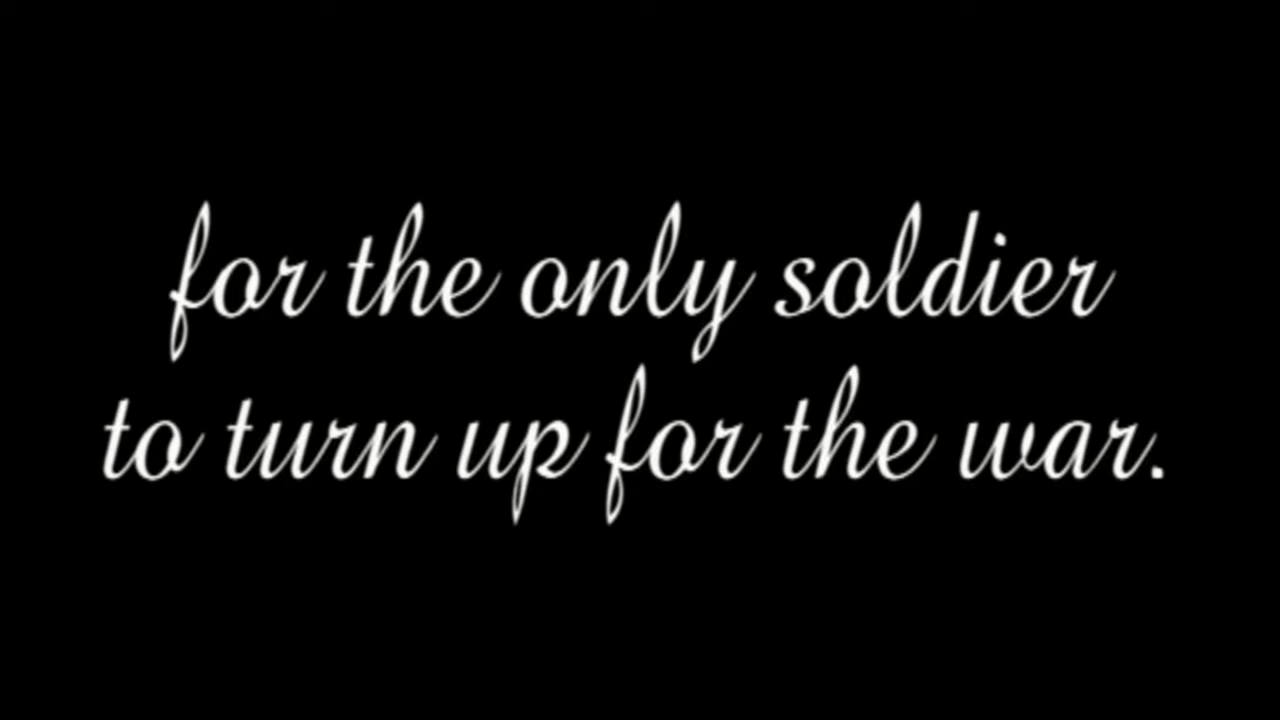 for the only soldier
to turn up for the war.